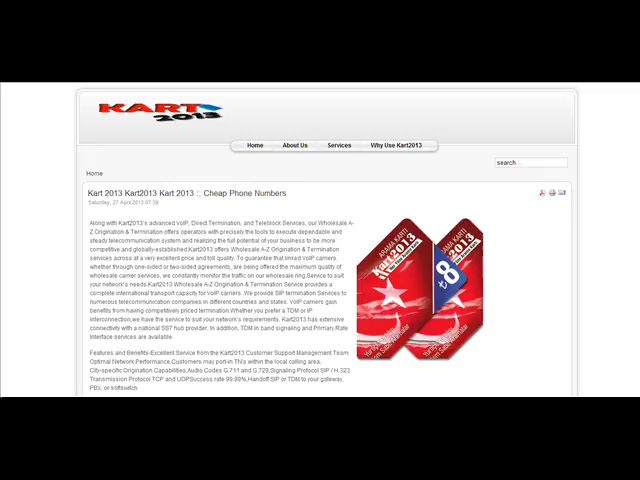 KART 2013
Home About Us Services Why Use Kart2013
search...
Home
Kart 2013 Kart2013 Kart 2013 :: Cheap Phone Numbers
Saturday, 27 April 2013 07:58
Along with Kart2013's advanced VoIP, Direct Termination, and Teleblock Services, our Wholesale A-
Z Origination & Termination offers operators with precisely the tools to execute dependable and
steady telecommunication system and realizing the full potential of your business to be more
competitive and globally-established.Kart2013 offers Wholesale A-Z Origination & Termination
services across at a very excellent price and toll quality. To guarantee that linked VoIP carriers,
whether through one-sided or two-sided agreements, are being offered the maximum quality of
wholesale carrier services, we constantly monitor the traffic on our wholesale ring.Service to suit
your network's needs.Kart2013 Wholesale A-Z Origination & Termination Service provides a
complete international transport capacity for VoIP carriers. We provide SIP termination Services to
numerous telecommunication companies in different countries and states. VoIP carriers gain
benefits from having competitively priced termination.Whether you prefer a TDM or IP
interconnection,we have the service to suit your network's requirements. Kart2013 has extensive
connectivity with a national SS7 hub provider. In addition, TDM in band signaling and Primary Rate
Interface services are available.
Features and Benefits-Excellent Service from the Kart2013 Customer Support Management Team
Optimal Network Performance,Customers may port-in TN's within the local calling area,
City-specific Origination Capabilities,Audio Codes G.711 and G.729,Signaling Protocol SIP / H.323
Transmission Protocol TCP and UDPSuccess rate 99.99%,Handoff SIP or TDM to your gateway,
PBX, or softswitch.
ARAMA KARTI
Kart2013
8
AMA KARTI
Kart2013